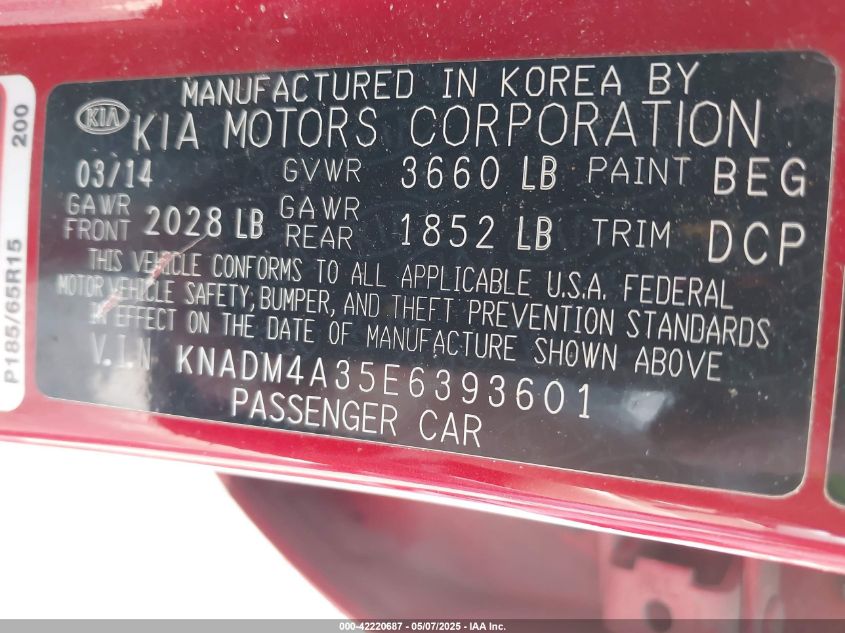 MANUFACTURED IN KOREA BY
KIA KIA MOTORS CORPORATION
03/14 GVWR 3660 LB PAINT BEG
GAWR FRONT 2028 LB GAWR REAR 1852 LB TRIM DCP
THIS VEHICLE CONFORMS TO ALL APPLICABLE U.S.A. FEDERAL
MOTOR VEHICLE SAFETY, BUMPER, AND THEFT PREVENTION STANDARDS
IN EFFECT ON THE DATE OF MANUFACTURE SHOWN ABOVE
V.I.N KNADM4A35E6393601
PASSENGER CAR
P185/65R15 200
000-42220687 - 05/07/2025 - IAA Inc.